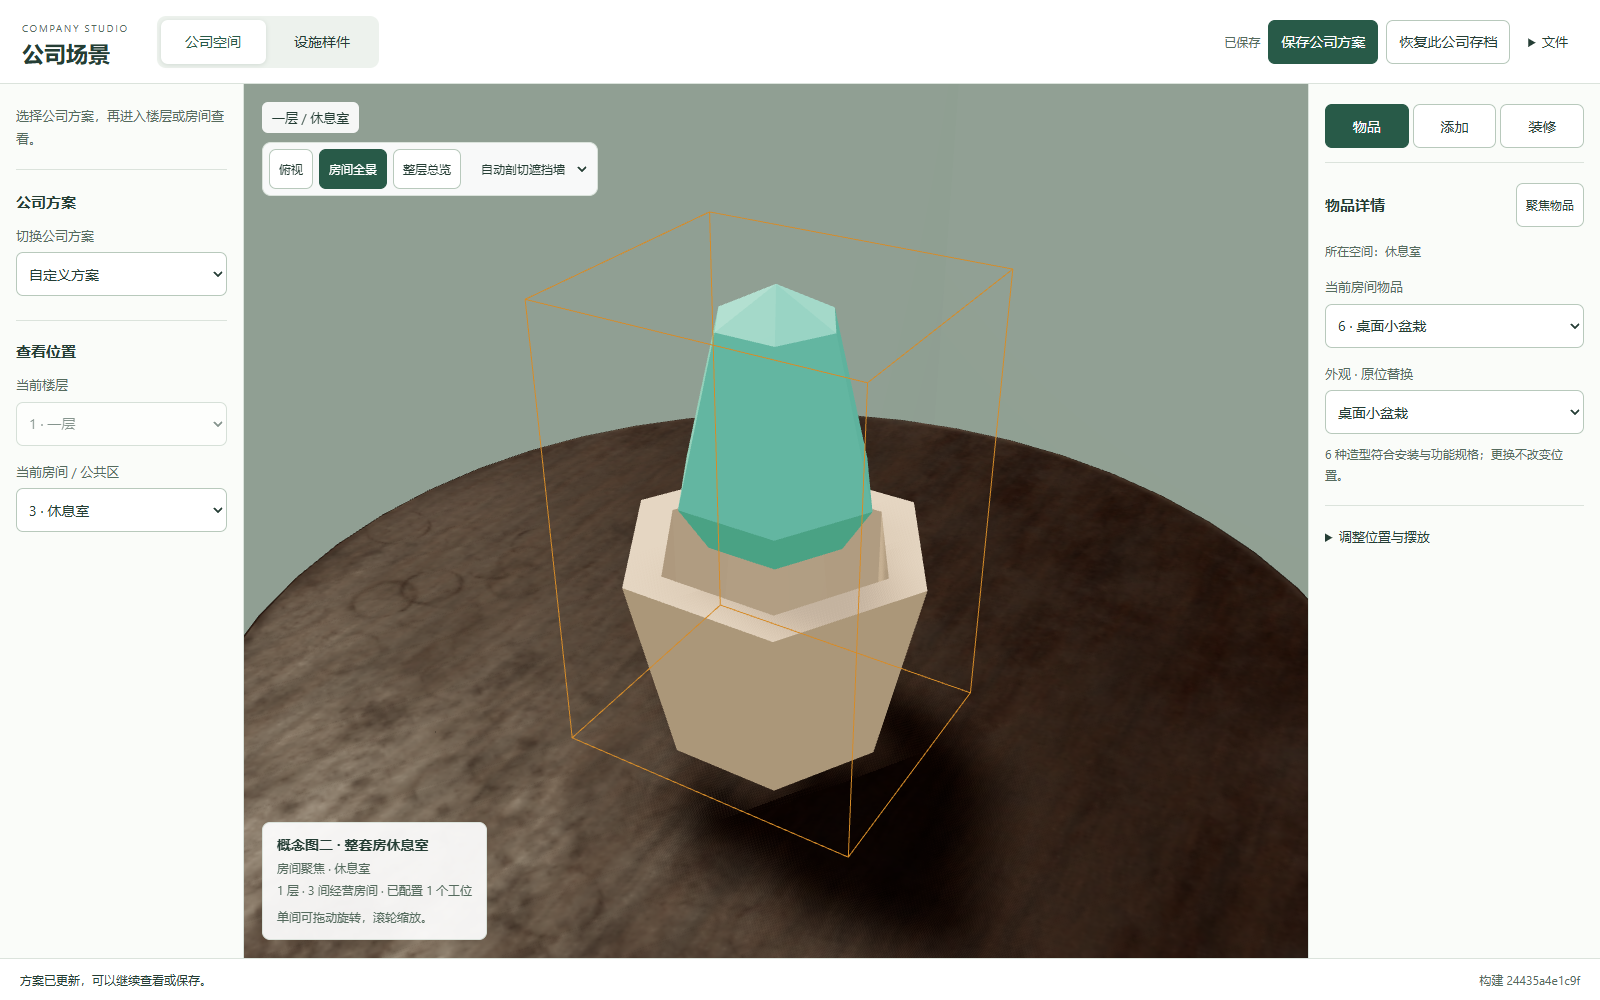 COMPANY STUDIO
公司场景
公司空间
设施样件
已保存
保存公司方案
恢复此公司存档
▶ 文件
选择公司方案，再进入楼层或房间查
看。
公司方案
切换公司方案
自定义方案
查看位置
当前楼层
1 · 一层
当前房间 / 公共区
3 · 休息室
一层 / 休息室
俯视
房间全景
整层总览
自动剖切遮挡墙
概念图二 · 整套房休息室
房间聚焦 · 休息室
1 层 · 3 间经营房间 · 已配置 1 个工位
单间可拖动旋转，滚轮缩放。
物品
添加
装修
物品详情
聚焦物品
所在空间：休息室
当前房间物品
6 · 桌面小盆栽
外观 · 原位替换
桌面小盆栽
6 种造型符合安装与功能规格；更换不改变位
置。
▶ 调整位置与摆放
方案已更新，可以继续查看或保存。
构建 24435a4e1c9f